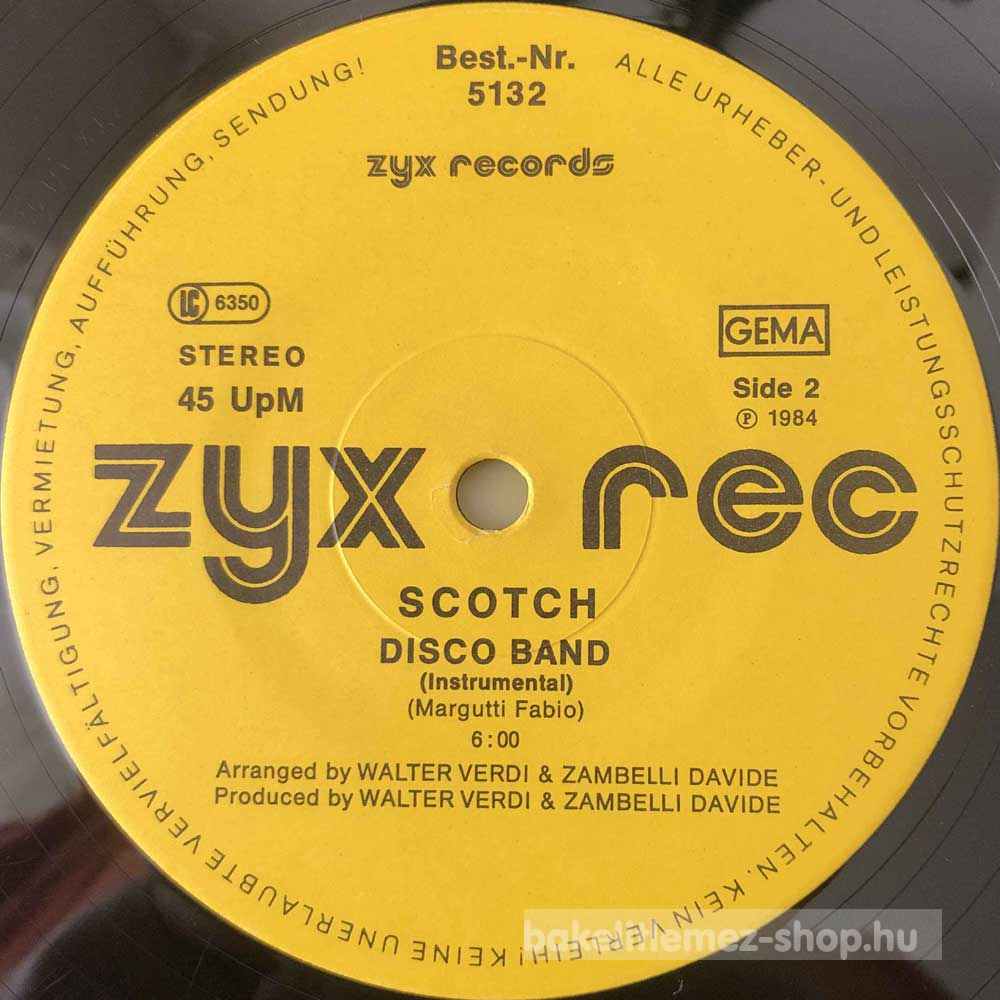 Best.-Nr.
5132
zyx records
LC 6350
STEREO
45 UpM
GEMA
Side 2
℗ 1984
zyx rec
SCOTCH
DISCO BAND
(Instrumental)
(Margutti Fabio)
6:00
Arranged by WALTER VERDI & ZAMBELLI DAVIDE
Produced by WALTER VERDI & ZAMBELLI DAVIDE
ALLE URHEBER- UND LEISTUNGSSCHUTZRECHTE VORBEHALTEN. KEIN VERLEIH! KEINE UNERLAUBTE VERVIELFÄLTIGUNG, VERMIETUNG, AUFFÜHRUNG, SENDUNG!
bakelitlemez-shop.hu